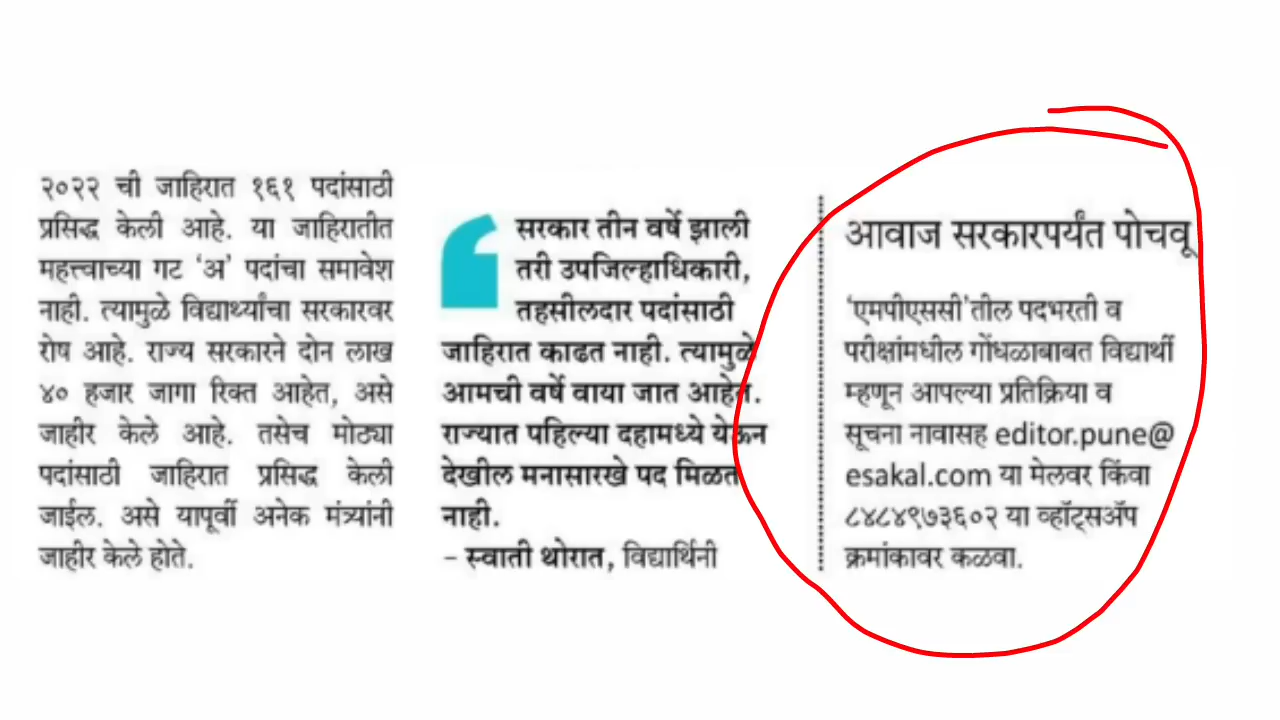 २०२२ ची जाहिरात १६१ पदांसाठी
प्रसिद्ध केली आहे. या जाहिरातीत
महत्त्वाच्या गट ‘अ’ पदांचा समावेश
नाही. त्यामुळे विद्यार्थ्यांचा सरकारवर
रोष आहे. राज्य सरकारने दोन लाख
४० हजार जागा रिक्त आहेत, असे
जाहीर केले आहे. तसेच मोठ्या
पदांसाठी जाहिरात प्रसिद्ध केली
जाईल. असे यापूर्वी अनेक मंत्र्यांनी
जाहीर केले होते.
सरकार तीन वर्षे झाली
तरी उपजिल्हाधिकारी,
तहसीलदार पदांसाठी
जाहिरात काढत नाही. त्यामुळे
आमची वर्षे वाया जात आहेत.
राज्यात पहिल्या दहामध्ये येऊन
देखील मनासारखे पद मिळत
नाही.
– स्वाती थोरात, विद्यार्थिनी
आवाज सरकारपर्यंत पोचवू
‘एमपीएससी’तील पदभरती व
परीक्षांमधील गोंधळाबाबत विद्यार्थी
म्हणून आपल्या प्रतिक्रिया व
सूचना नावासह editor.pune@
esakal.com या मेलवर किंवा
८४८४९७३६०२ या व्हॉट्सअ‍ॅप
क्रमांकावर कळवा.